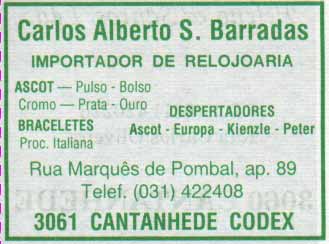 Carlos Alberto S. Barradas
IMPORTADOR DE RELOJOARIA
ASCOT — Pulso - Bolso
Cromo — Prata - Ouro
BRACELETES
Proc. Italiana
DESPERTADORES
Ascot - Europa - Kienzle - Peter
Rua Marquês de Pombal, ap. 89
Telef. (031) 422408
3061 CANTANHEDE CODEX